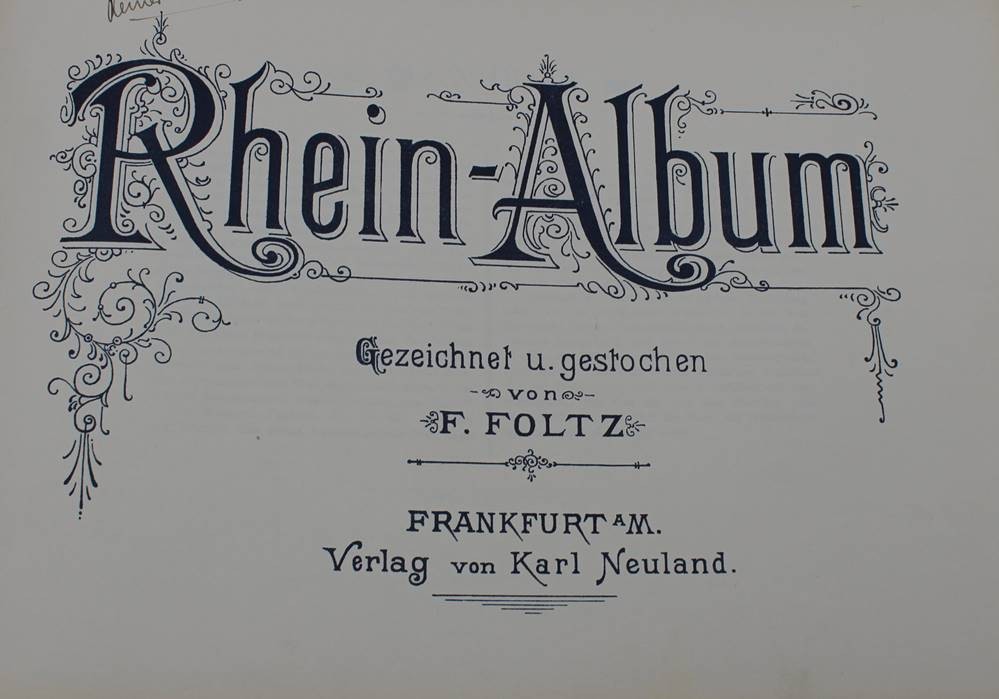 Rhein-Album
Gezeichnet u. gestochen
von
F. FOLTZ
FRANKFURT A M.
Verlag von Karl Neuland.